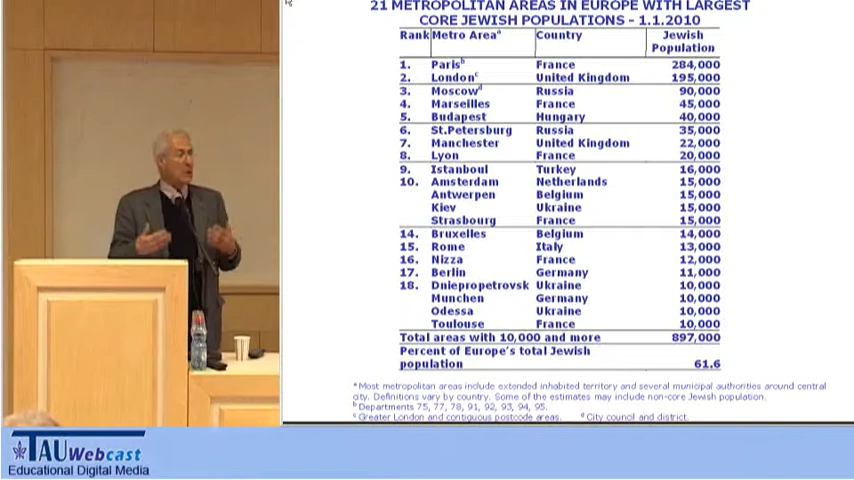 21 METROPOLITAN AREAS IN EUROPE WITH LARGEST
CORE JEWISH POPULATIONS - 1.1.2010
Rank Metro Areaᵃ Country Jewish
Population
1. Parisᵇ France 284,000
2. Londonᶜ United Kingdom 195,000
3. Moscowᵈ Russia 90,000
4. Marseilles France 45,000
5. Budapest Hungary 40,000
6. St.Petersburg Russia 35,000
7. Manchester United Kingdom 22,000
8. Lyon France 20,000
9. Istanboul Turkey 16,000
10. Amsterdam Netherlands 15,000
Antwerpen Belgium 15,000
Kiev Ukraine 15,000
Strasbourg France 15,000
14. Bruxelles Belgium 14,000
15. Rome Italy 13,000
16. Nizza France 12,000
17. Berlin Germany 11,000
18. Dniepropetrovsk Ukraine 10,000
Munchen Germany 10,000
Odessa Ukraine 10,000
Toulouse France 10,000
Total areas with 10,000 and more 897,000
Percent of Europe's total Jewish
population 61.6
ᵃ Most metropolitan areas include extended inhabited territory and several municipal authorities around central
city. Definitions vary by country. Some of the estimates may include non-core Jewish population.
ᵇ Departments 75, 77, 78, 91, 92, 93, 94, 95.
ᶜ Greater London and contiguous postcode areas. City council and district.
TAU Webcast
Educational Digital Media